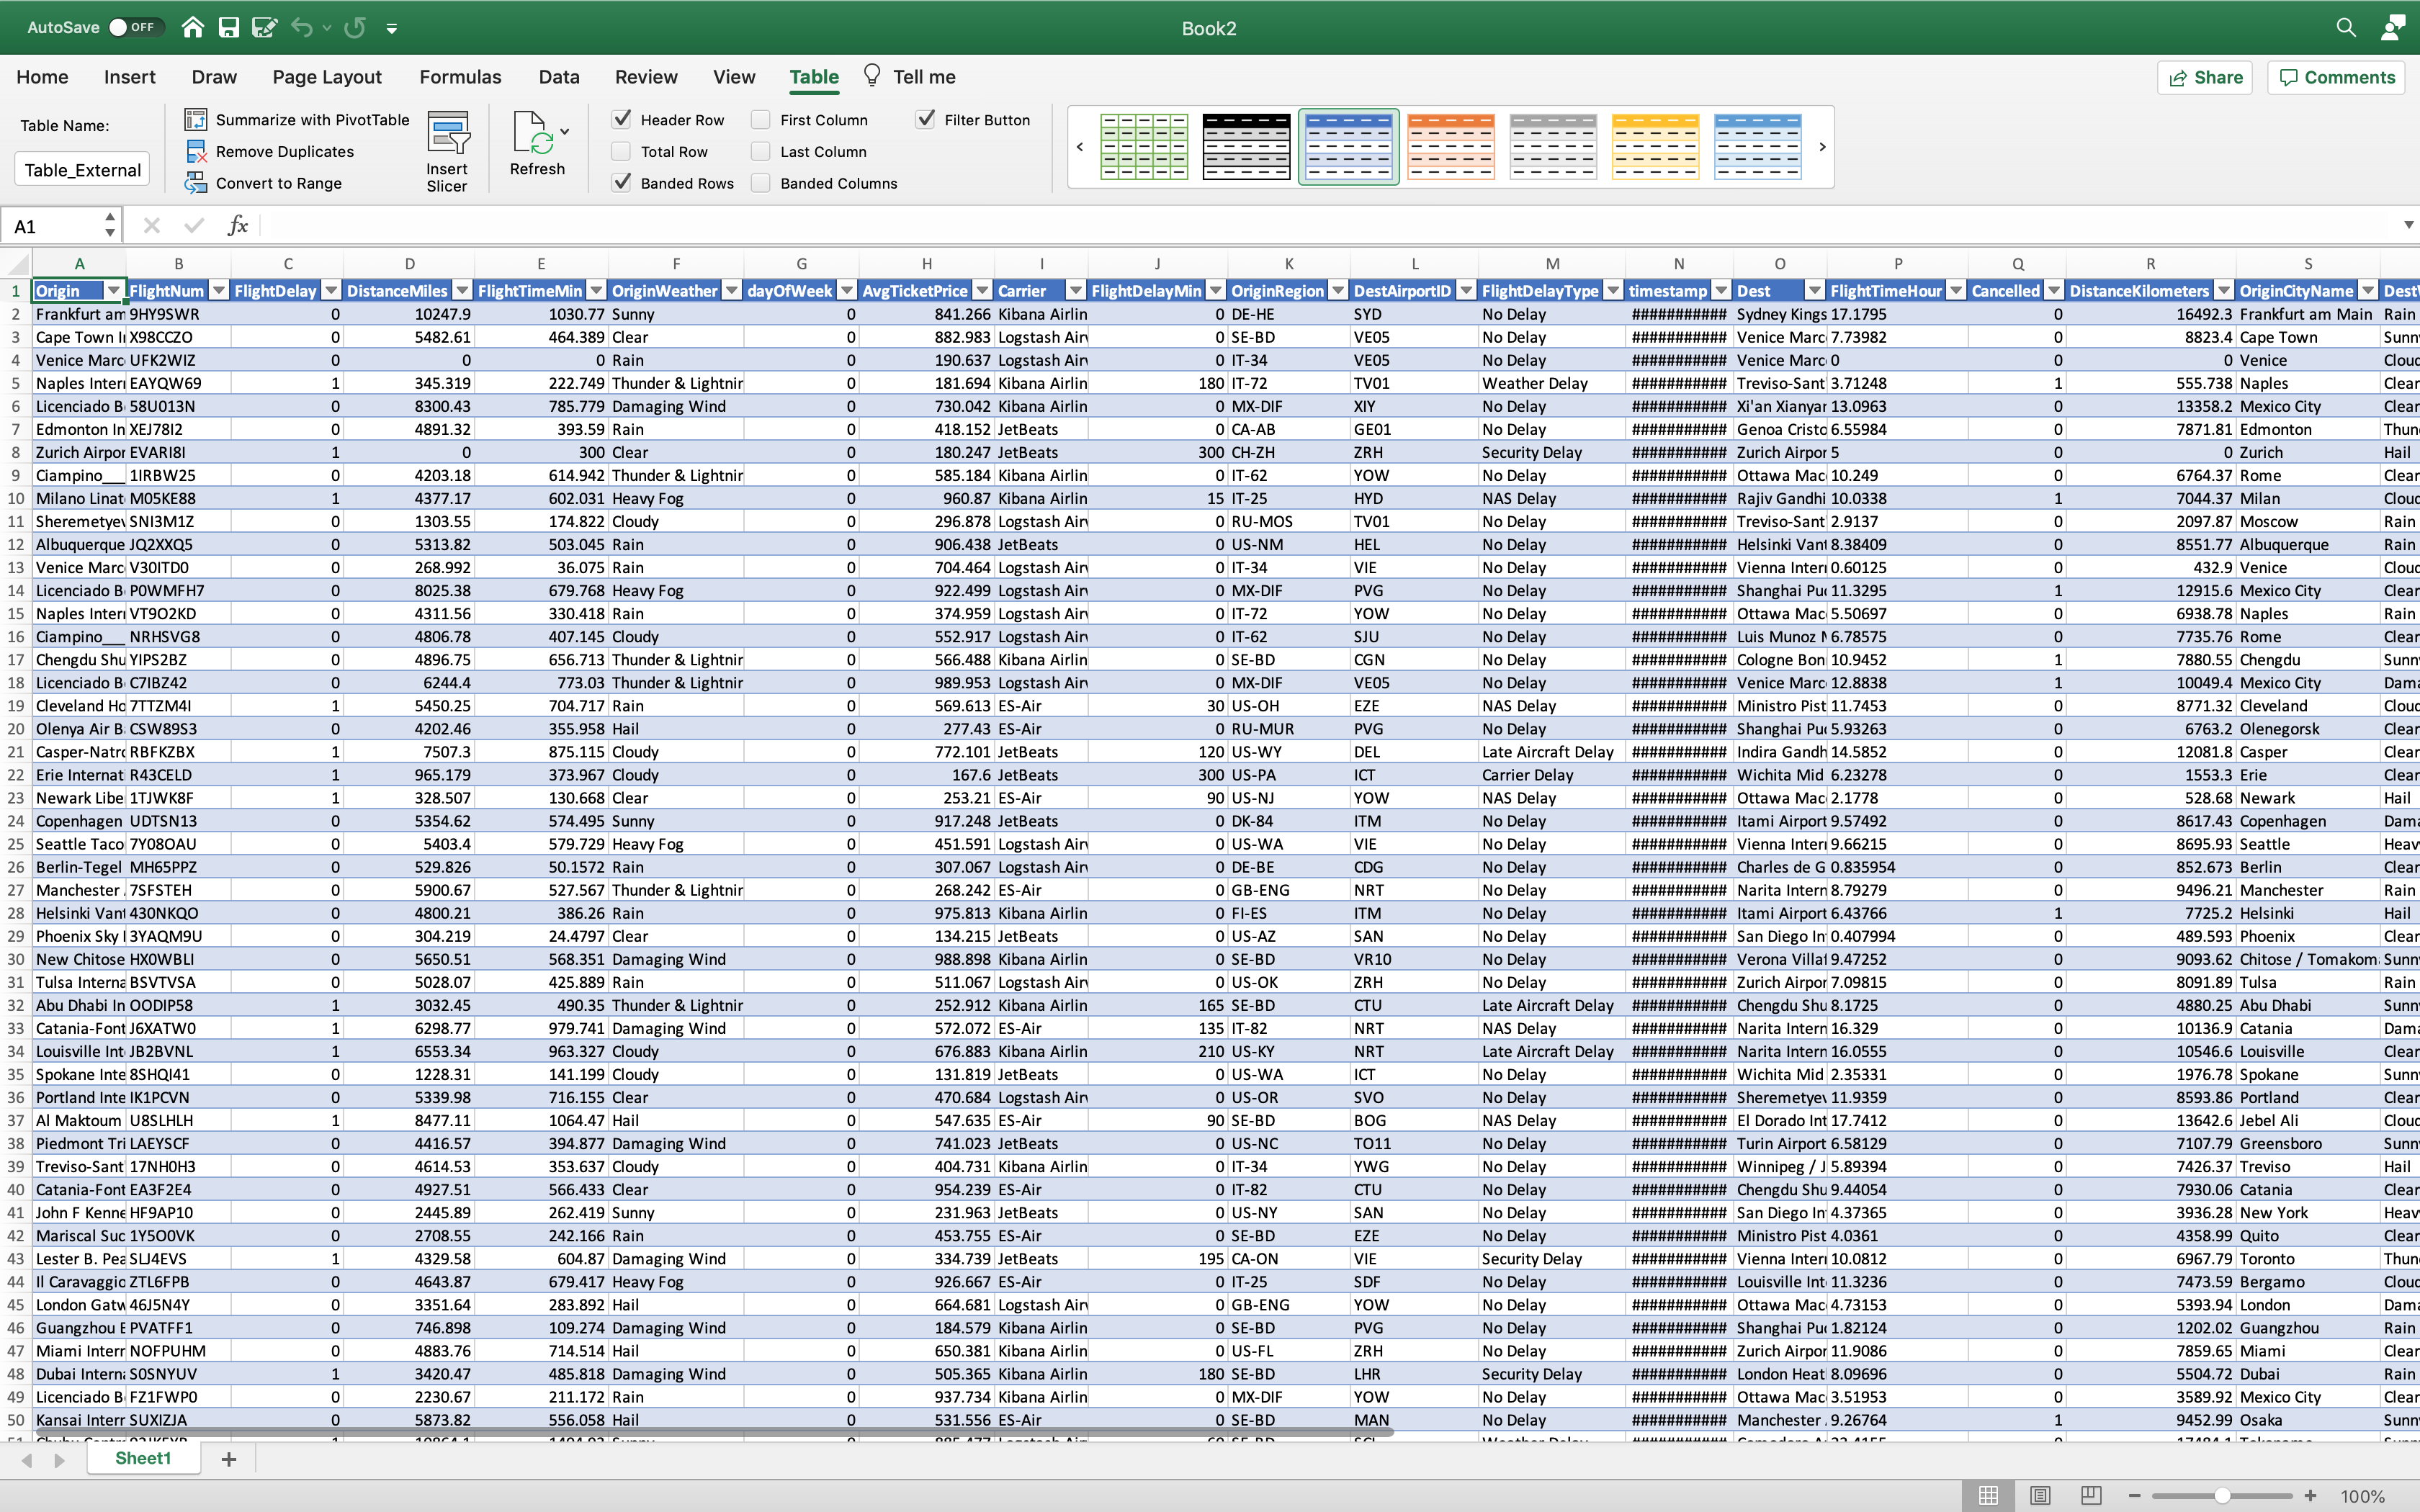 AutoSave OFF Book2
Home Insert Draw Page Layout Formulas Data Review View Table Tell me Share Comments
Table Name: Summarize with PivotTable Header Row First Column Filter Button
Remove Duplicates Total Row Last Column
Table_External Convert to Range Insert Slicer Refresh Banded Rows Banded Columns
A1 fx
A B C D E F G H I J K L M N O P Q R S
1 Origin FlightNum FlightDelay DistanceMiles FlightTimeMin OriginWeather dayOfWeek AvgTicketPrice Carrier FlightDelayMin OriginRegion DestAirportID FlightDelayType timestamp Dest FlightTimeHour Cancelled DistanceKilometers OriginCityName DestW
2 Frankfurt am 9HY9SWR 0 10247.9 1030.77 Sunny 0 841.266 Kibana Airlin 0 DE-HE SYD No Delay ########### Sydney Kings 17.1795 0 16492.3 Frankfurt am Main Rain
3 Cape Town I X98CCZO 0 5482.61 464.389 Clear 0 882.983 Logstash Air 0 SE-BD VE05 No Delay ########### Venice Marc 7.73982 0 8823.4 Cape Town Sunn
4 Venice Marc UFK2WIZ 0 0 0 Rain 0 190.637 Logstash Air 0 IT-34 VE05 No Delay ########### Venice Marc 0 0 0 Venice Cloud
5 Naples Inter EAYQW69 1 345.319 222.749 Thunder & Lightnin 0 181.694 Kibana Airlin 180 IT-72 TV01 Weather Delay ########### Treviso-Sant 3.71248 1 555.738 Naples Clear
6 Licenciado B 58U013N 0 8300.43 785.779 Damaging Wind 0 730.042 Kibana Airlin 0 MX-DIF XIY No Delay ########### Xi'an Xianyan 13.0963 0 13358.2 Mexico City Clear
7 Edmonton In XEJ78I2 0 4891.32 393.59 Rain 0 418.152 JetBeats 0 CA-AB GE01 No Delay ########### Genoa Cristo 6.55984 0 7871.81 Edmonton Thun
8 Zurich Airpor EVARI8I 1 0 300 Clear 0 180.247 JetBeats 300 CH-ZH ZRH Security Delay ########### Zurich Airpor 5 0 0 Zurich Hail
9 Ciampino___ 1IRBW25 0 4203.18 614.942 Thunder & Lightnin 0 585.184 Kibana Airlin 0 IT-62 YOW No Delay ########### Ottawa Mac 10.249 0 6764.37 Rome Clear
10 Milano Linat M05KE88 1 4377.17 602.031 Heavy Fog 0 960.87 Kibana Airlin 15 IT-25 HYD NAS Delay ########### Rajiv Gandhi 10.0338 1 7044.37 Milan Cloud
11 Sheremetyev SNI3M1Z 0 1303.55 174.822 Cloudy 0 296.878 Logstash Air 0 RU-MOS TV01 No Delay ########### Treviso-Sant 2.9137 0 2097.87 Moscow Rain
12 Albuquerque JQ2XXQ5 0 5313.82 503.045 Rain 0 906.438 JetBeats 0 US-NM HEL No Delay ########### Helsinki Vant 8.38409 0 8551.77 Albuquerque Rain
13 Venice Marc V30ITD0 0 268.992 36.075 Rain 0 704.464 Logstash Air 0 IT-34 VIE No Delay ########### Vienna Inter 0.60125 0 432.9 Venice Cloud
14 Licenciado B P0WMFH7 0 8025.38 679.768 Heavy Fog 0 922.499 Logstash Air 0 MX-DIF PVG No Delay ########### Shanghai Pud 11.3295 1 12915.6 Mexico City Clear
15 Naples Inter VT9O2KD 0 4311.56 330.418 Rain 0 374.959 Logstash Air 0 IT-72 YOW No Delay ########### Ottawa Mac 5.50697 0 6938.78 Naples Rain
16 Ciampino___ NRHSVG8 0 4806.78 407.145 Cloudy 0 552.917 Logstash Air 0 IT-62 SJU No Delay ########### Luis Munoz M 6.78575 0 7735.76 Rome Clear
17 Chengdu Shu YIPS2BZ 0 4896.75 656.713 Thunder & Lightnin 0 566.488 Kibana Airlin 0 SE-BD CGN No Delay ########### Cologne Bon 10.9452 1 7880.55 Chengdu Sunn
18 Licenciado B C7IBZ42 0 6244.4 773.03 Thunder & Lightnin 0 989.953 Logstash Air 0 MX-DIF VE05 No Delay ########### Venice Marc 12.8838 1 10049.4 Mexico City Dama
19 Cleveland Ho 7TTZM4I 1 5450.25 704.717 Rain 0 569.613 ES-Air 30 US-OH EZE NAS Delay ########### Ministro Pist 11.7453 0 8771.32 Cleveland Cloud
20 Olenya Air B CSW89S3 0 4202.46 355.958 Hail 0 277.43 ES-Air 0 RU-MUR PVG No Delay ########### Shanghai Pud 5.93263 0 6763.2 Olenegorsk Clear
21 Casper-Natro RBFKZBX 1 7507.3 875.115 Cloudy 0 772.101 JetBeats 120 US-WY DEL Late Aircraft Delay ########### Indira Gandh 14.5852 0 12081.8 Casper Clear
22 Erie Internat R43CELD 1 965.179 373.967 Cloudy 0 167.6 JetBeats 300 US-PA ICT Carrier Delay ########### Wichita Mid 6.23278 0 1553.3 Erie Clear
23 Newark Libe 1TJWK8F 1 328.507 130.668 Clear 0 253.21 ES-Air 90 US-NJ YOW NAS Delay ########### Ottawa Mac 2.1778 0 528.68 Newark Hail
24 Copenhagen UDTSN13 0 5354.62 574.495 Sunny 0 917.248 JetBeats 0 DK-84 ITM No Delay ########### Itami Airport 9.57492 0 8617.43 Copenhagen Dama
25 Seattle Taco 7Y08OAU 0 5403.4 579.729 Heavy Fog 0 451.591 Logstash Air 0 US-WA VIE No Delay ########### Vienna Inter 9.66215 0 8695.93 Seattle Heav
26 Berlin-Tegel MH65PPZ 0 529.826 50.1572 Rain 0 307.067 Logstash Air 0 DE-BE CDG No Delay ########### Charles de G 0.835954 0 852.673 Berlin Clear
27 Manchester 7SFSTEH 0 5900.67 527.567 Thunder & Lightnin 0 268.242 ES-Air 0 GB-ENG NRT No Delay ########### Narita Intern 8.79279 0 9496.21 Manchester Rain
28 Helsinki Vant 430NKQO 0 4800.21 386.26 Rain 0 975.813 Kibana Airlin 0 FI-ES ITM No Delay ########### Itami Airport 6.43766 1 7725.2 Helsinki Hail
29 Phoenix Sky 3YAQM9U 0 304.219 24.4797 Clear 0 134.215 JetBeats 0 US-AZ SAN No Delay ########### San Diego In 0.407994 0 489.593 Phoenix Clear
30 New Chitose HX0WBLI 0 5650.51 568.351 Damaging Wind 0 988.898 Kibana Airlin 0 SE-BD VR10 No Delay ########### Verona Villaf 9.47252 0 9093.62 Chitose / Tomakom Sunn
31 Tulsa Interna BSVTVSA 0 5028.07 425.889 Rain 0 511.067 Logstash Air 0 US-OK ZRH No Delay ########### Zurich Airpor 7.09815 0 8091.89 Tulsa Rain
32 Abu Dhabi In OODIP58 1 3032.45 490.35 Thunder & Lightnin 0 252.912 Kibana Airlin 165 SE-BD CTU Late Aircraft Delay ########### Chengdu Shu 8.1725 0 4880.25 Abu Dhabi Sunn
33 Catania-Font J6XATW0 1 6298.77 979.741 Damaging Wind 0 572.072 ES-Air 135 IT-82 NRT NAS Delay ########### Narita Intern 16.329 0 10136.9 Catania Dama
34 Louisville Int JB2BVNL 1 6553.34 963.327 Cloudy 0 676.883 Kibana Airlin 210 US-KY NRT Late Aircraft Delay ########### Narita Intern 16.0555 0 10546.6 Louisville Clear
35 Spokane Inte 8SHQI41 0 1228.31 141.199 Cloudy 0 131.819 JetBeats 0 US-WA ICT No Delay ########### Wichita Mid 2.35331 0 1976.78 Spokane Sunn
36 Portland Inte IK1PCVN 0 5339.98 716.155 Clear 0 470.684 Logstash Air 0 US-OR SVO No Delay ########### Sheremetyev 11.9359 0 8593.86 Portland Clear
37 Al Maktoum U8SLHLH 1 8477.11 1064.47 Hail 0 547.635 ES-Air 90 SE-BD BOG NAS Delay ########### El Dorado Int 17.7412 0 13642.6 Jebel Ali Cloud
38 Piedmont Tri LAEYSCF 0 4416.57 394.877 Damaging Wind 0 741.023 JetBeats 0 US-NC TO11 No Delay ########### Turin Airport 6.58129 0 7107.79 Greensboro Sunn
39 Treviso-Sant 17NH0H3 0 4614.53 353.637 Cloudy 0 404.731 Kibana Airlin 0 IT-34 YWG No Delay ########### Winnipeg / J 5.89394 0 7426.37 Treviso Hail
40 Catania-Font EA3F2E4 0 4927.51 566.433 Clear 0 954.239 ES-Air 0 IT-82 CTU No Delay ########### Chengdu Shu 9.44054 0 7930.06 Catania Clear
41 John F Kenne HF9AP10 0 2445.89 262.419 Sunny 0 231.963 JetBeats 0 US-NY SAN No Delay ########### San Diego In 4.37365 0 3936.28 New York Heav
42 Mariscal Suc 1Y5O0VK 0 2708.55 242.166 Rain 0 453.755 ES-Air 0 SE-BD EZE No Delay ########### Ministro Pist 4.0361 0 4358.99 Quito Clear
43 Lester B. Pea SLJ4EVS 1 4329.58 604.87 Damaging Wind 0 334.739 JetBeats 195 CA-ON VIE Security Delay ########### Vienna Inter 10.0812 0 6967.79 Toronto Thun
44 Il Caravaggio ZTL6FPB 0 4643.87 679.417 Heavy Fog 0 926.667 ES-Air 0 IT-25 SDF No Delay ########### Louisville Int 11.3236 0 7473.59 Bergamo Cloud
45 London Gatw 46J5N4Y 0 3351.64 283.892 Hail 0 664.681 Logstash Air 0 GB-ENG YOW No Delay ########### Ottawa Mac 4.73153 0 5393.94 London Dama
46 Guangzhou B PVATFF1 0 746.898 109.274 Damaging Wind 0 184.579 Kibana Airlin 0 SE-BD PVG No Delay ########### Shanghai Pud 1.82124 0 1202.02 Guangzhou Rain
47 Miami Intern NOFPUHM 0 4883.76 714.514 Hail 0 650.381 Kibana Airlin 0 US-FL ZRH No Delay ########### Zurich Airpor 11.9086 0 7859.65 Miami Clear
48 Dubai Interna S0SNYUV 1 3420.47 485.818 Damaging Wind 0 505.365 Kibana Airlin 180 SE-BD LHR Security Delay ########### London Heat 8.09696 0 5504.72 Dubai Rain
49 Licenciado B FZ1FWP0 0 2230.67 211.172 Rain 0 937.734 Kibana Airlin 0 MX-DIF YOW No Delay ########### Ottawa Mac 3.51953 0 3589.92 Mexico City Clear
50 Kansai Intern SUXIZJA 0 5873.82 556.058 Hail 0 531.556 ES-Air 0 SE-BD MAN No Delay ########### Manchester 9.26764 1 9452.99 Osaka Sunn
Sheet1
100%